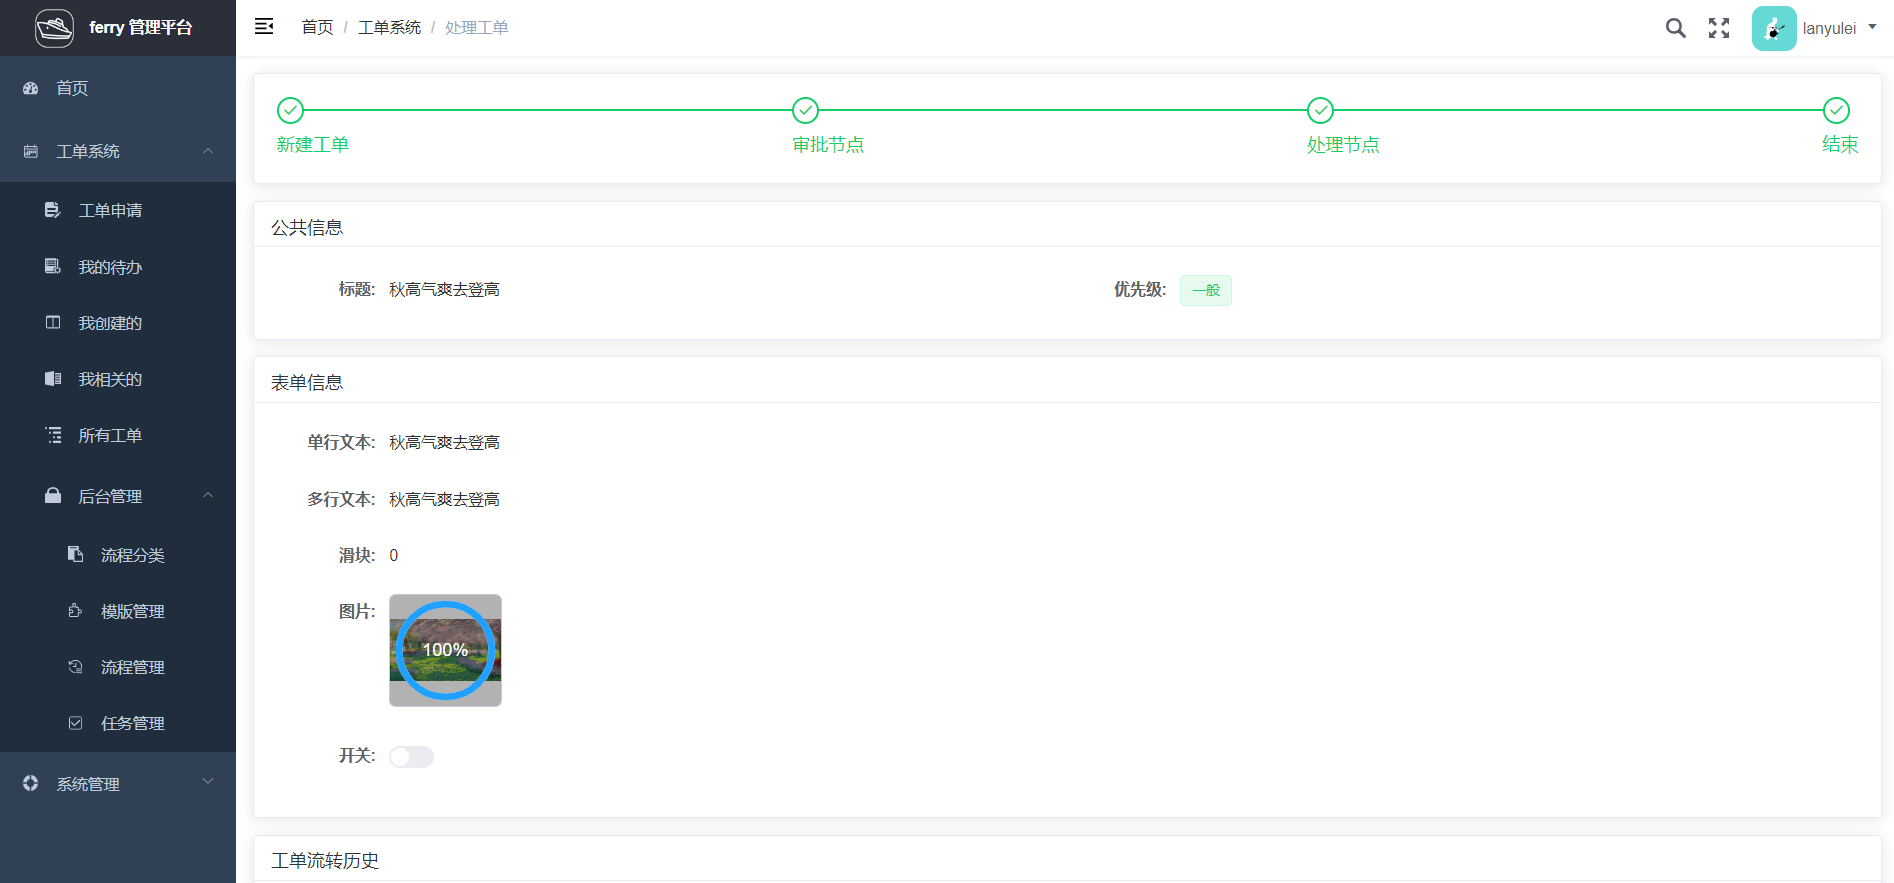 ferry 管理平台
首页
工单系统
工单申请
我的待办
我创建的
我相关的
所有工单
后台管理
流程分类
模版管理
流程管理
任务管理
系统管理
首页 / 工单系统 / 处理工单
lanyulei
新建工单 审批节点 处理节点 结束
公共信息
标题: 秋高气爽去登高 优先级: 一般
表单信息
单行文本: 秋高气爽去登高
多行文本: 秋高气爽去登高
滑块: 0
图片: 100%
开关:
工单流转历史